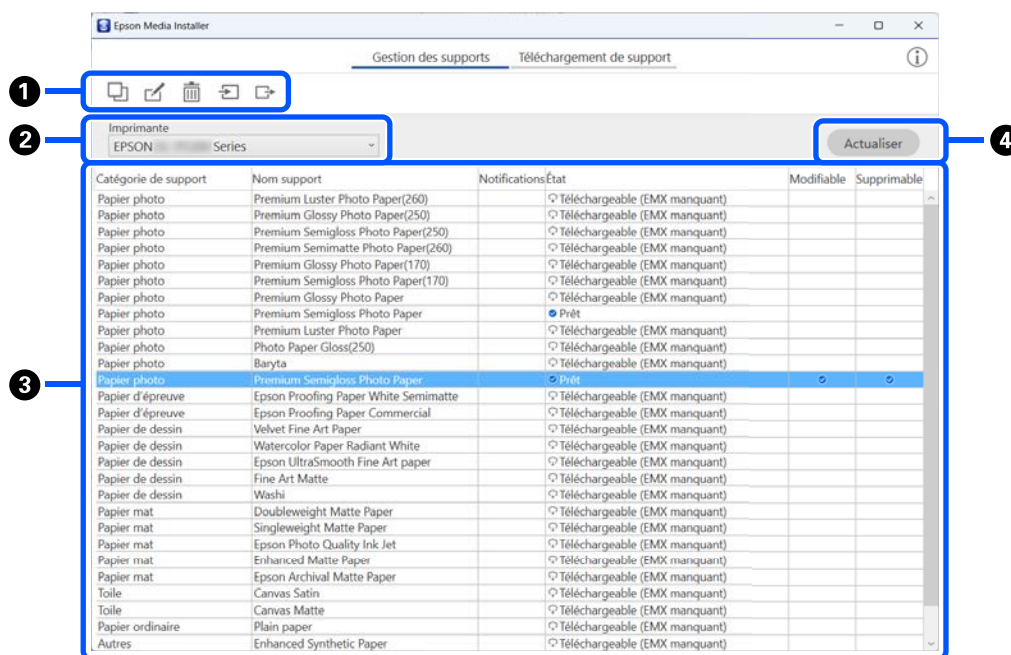 Epson Media Installer
Gestion des supports Téléchargement de support
1
2
Imprimante
EPSON Series
Actualiser
4
Catégorie de support Nom support Notifications État Modifiable Supprimable
Papier photo Premium Luster Photo Paper(260) Téléchargeable (EMX manquant)
Papier photo Premium Glossy Photo Paper(250) Téléchargeable (EMX manquant)
Papier photo Premium Semigloss Photo Paper(250) Téléchargeable (EMX manquant)
Papier photo Premium Semimatte Photo Paper(260) Téléchargeable (EMX manquant)
Papier photo Premium Glossy Photo Paper(170) Téléchargeable (EMX manquant)
Papier photo Premium Semigloss Photo Paper(170) Téléchargeable (EMX manquant)
Papier photo Premium Glossy Photo Paper Téléchargeable (EMX manquant)
Papier photo Premium Semigloss Photo Paper Prêt
Papier photo Premium Luster Photo Paper Téléchargeable (EMX manquant)
Papier photo Photo Paper Gloss(250) Téléchargeable (EMX manquant)
Papier photo Baryta Téléchargeable (EMX manquant)
3
Papier photo Premium Semigloss Photo Paper Prêt
Papier d'épreuve Epson Proofing Paper White Semimatte Téléchargeable (EMX manquant)
Papier d'épreuve Epson Proofing Paper Commercial Téléchargeable (EMX manquant)
Papier de dessin Velvet Fine Art Paper Téléchargeable (EMX manquant)
Papier de dessin Watercolor Paper Radiant White Téléchargeable (EMX manquant)
Papier de dessin Epson UltraSmooth Fine Art paper Téléchargeable (EMX manquant)
Papier de dessin Fine Art Matte Téléchargeable (EMX manquant)
Papier de dessin Washi Téléchargeable (EMX manquant)
Papier mat Doubleweight Matte Paper Téléchargeable (EMX manquant)
Papier mat Singleweight Matte Paper Téléchargeable (EMX manquant)
Papier mat Epson Photo Quality Ink Jet Téléchargeable (EMX manquant)
Papier mat Enhanced Matte Paper Téléchargeable (EMX manquant)
Papier mat Epson Archival Matte Paper Téléchargeable (EMX manquant)
Toile Canvas Satin Téléchargeable (EMX manquant)
Toile Canvas Matte Téléchargeable (EMX manquant)
Papier ordinaire Plain paper Téléchargeable (EMX manquant)
Autres Enhanced Synthetic Paper Téléchargeable (EMX manquant)